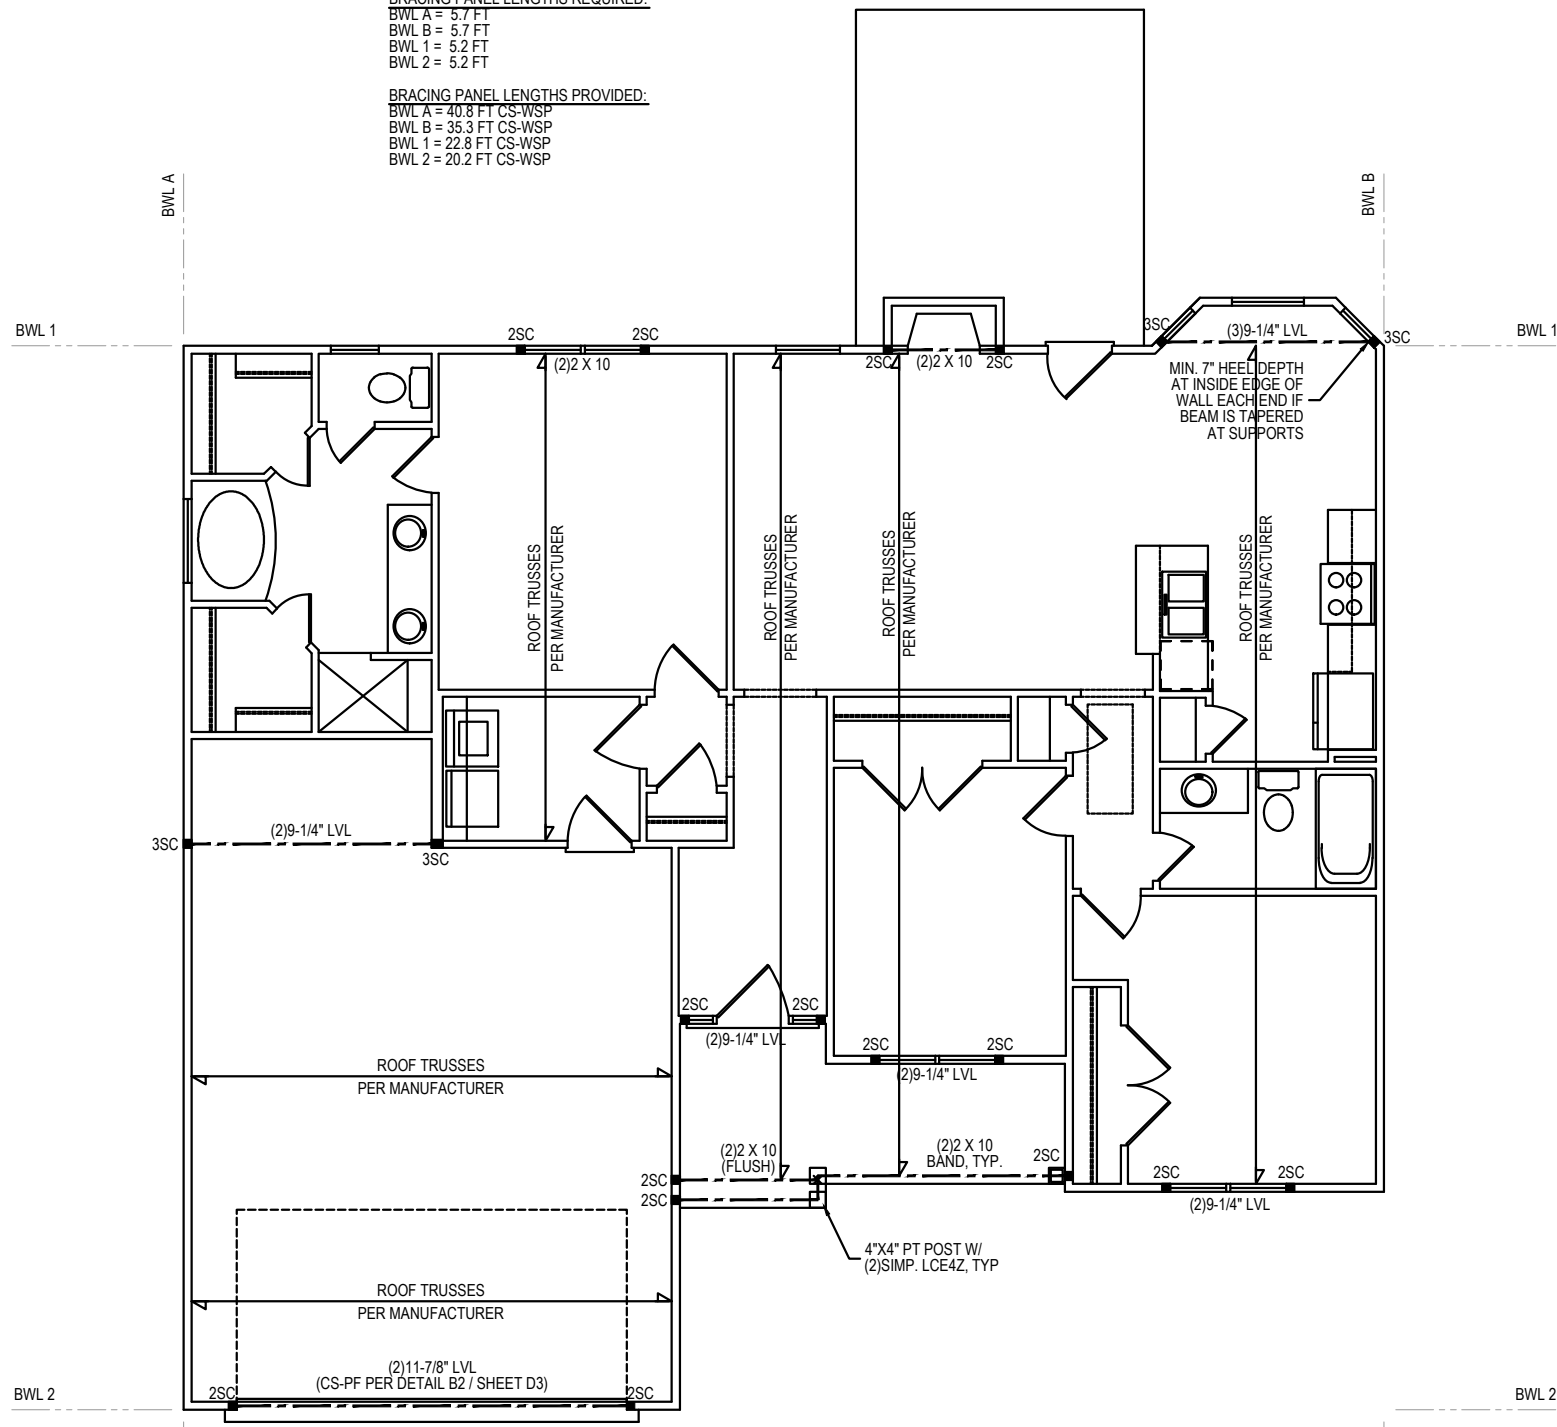 BRACING PANEL LENGTHS REQUIRED:
BWL A = 5.7 FT
BWL B = 5.7 FT
BWL 1 = 5.2 FT
BWL 2 = 5.2 FT
BRACING PANEL LENGTHS PROVIDED:
BWL A = 40.8 FT CS-WSP
BWL B = 35.3 FT CS-WSP
BWL 1 = 22.8 FT CS-WSP
BWL 2 = 20.2 FT CS-WSP
BWL A
BWL B
BWL 1
BWL 1
2SC
2SC
(2)2 X 10
2SC
(2)2 X 10
2SC
3SC
(3)9-1/4" LVL
3SC
MIN. 7" HEEL DEPTH
AT INSIDE EDGE OF
WALL EACH END IF
BEAM IS TAPERED
AT SUPPORTS
ROOF TRUSSES
PER MANUFACTURER
ROOF TRUSSES
PER MANUFACTURER
ROOF TRUSSES
PER MANUFACTURER
ROOF TRUSSES
PER MANUFACTURER
3SC
(2)9-1/4" LVL
3SC
2SC
2SC
(2)9-1/4" LVL
2SC
2SC
(2)9-1/4" LVL
ROOF TRUSSES
PER MANUFACTURER
(2)2 X 10
(FLUSH)
(2)2 X 10
BAND, TYP.
2SC
2SC
2SC
2SC
2SC
(2)9-1/4" LVL
4"X4" PT POST W/
(2)SIMP. LCE4Z, TYP
ROOF TRUSSES
PER MANUFACTURER
(2)11-7/8" LVL
(CS-PF PER DETAIL B2 / SHEET D3)
2SC
2SC
BWL 2
BWL 2